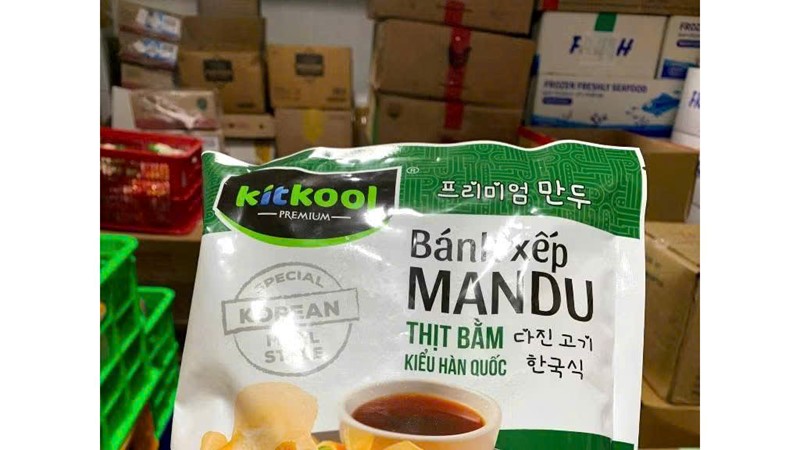 kitkool
PREMIUM
®
프리미엄 만두
Bánh xếp
MANDU
THỊT BẰM 다진 고기
KIỂU HÀN QUỐC 한국식
SPECIAL
KOREAN
STYLE
FROZEN FRESHLY SEAFOOD